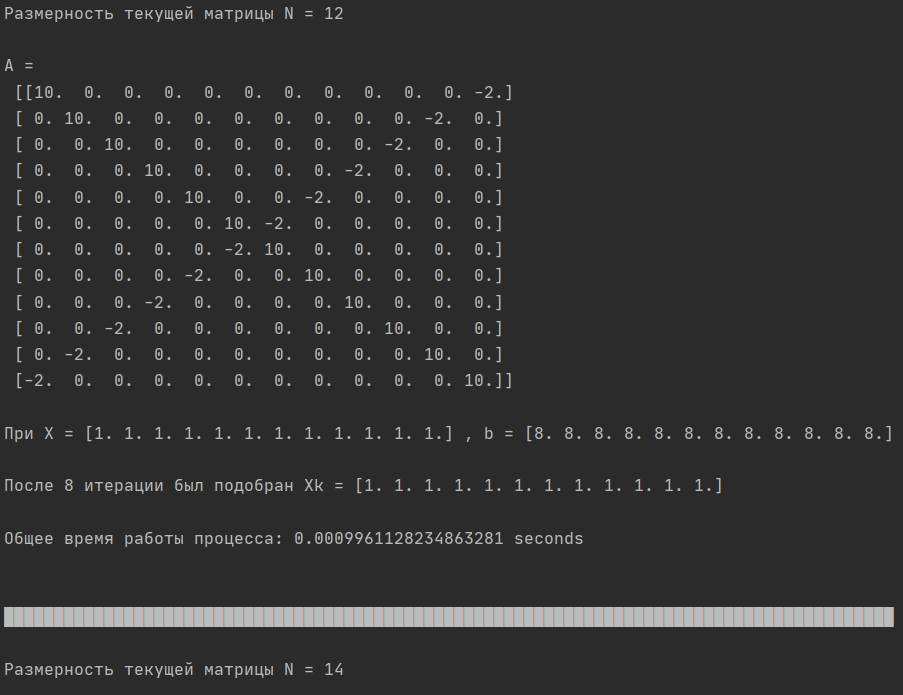 Размерность текущей матрицы N = 12
A =
[[10. 0. 0. 0. 0. 0. 0. 0. 0. 0. 0. -2.]
[ 0. 10. 0. 0. 0. 0. 0. 0. 0. 0. -2. 0.]
[ 0. 0. 10. 0. 0. 0. 0. 0. 0. -2. 0. 0.]
[ 0. 0. 0. 10. 0. 0. 0. 0. -2. 0. 0. 0.]
[ 0. 0. 0. 0. 10. 0. 0. -2. 0. 0. 0. 0.]
[ 0. 0. 0. 0. 0. 10. -2. 0. 0. 0. 0. 0.]
[ 0. 0. 0. 0. 0. -2. 10. 0. 0. 0. 0. 0.]
[ 0. 0. 0. 0. -2. 0. 0. 10. 0. 0. 0. 0.]
[ 0. 0. 0. -2. 0. 0. 0. 0. 10. 0. 0. 0.]
[ 0. 0. -2. 0. 0. 0. 0. 0. 0. 10. 0. 0.]
[ 0. -2. 0. 0. 0. 0. 0. 0. 0. 0. 10. 0.]
[-2. 0. 0. 0. 0. 0. 0. 0. 0. 0. 0. 10.]]
При X = [1. 1. 1. 1. 1. 1. 1. 1. 1. 1. 1. 1.] , b = [8. 8. 8. 8. 8. 8. 8. 8. 8. 8. 8. 8.]
После 8 итерации был подобран Xk = [1. 1. 1. 1. 1. 1. 1. 1. 1. 1. 1. 1.]
Общее время работы процесса: 0.0009961128234863281 seconds
Размерность текущей матрицы N = 14